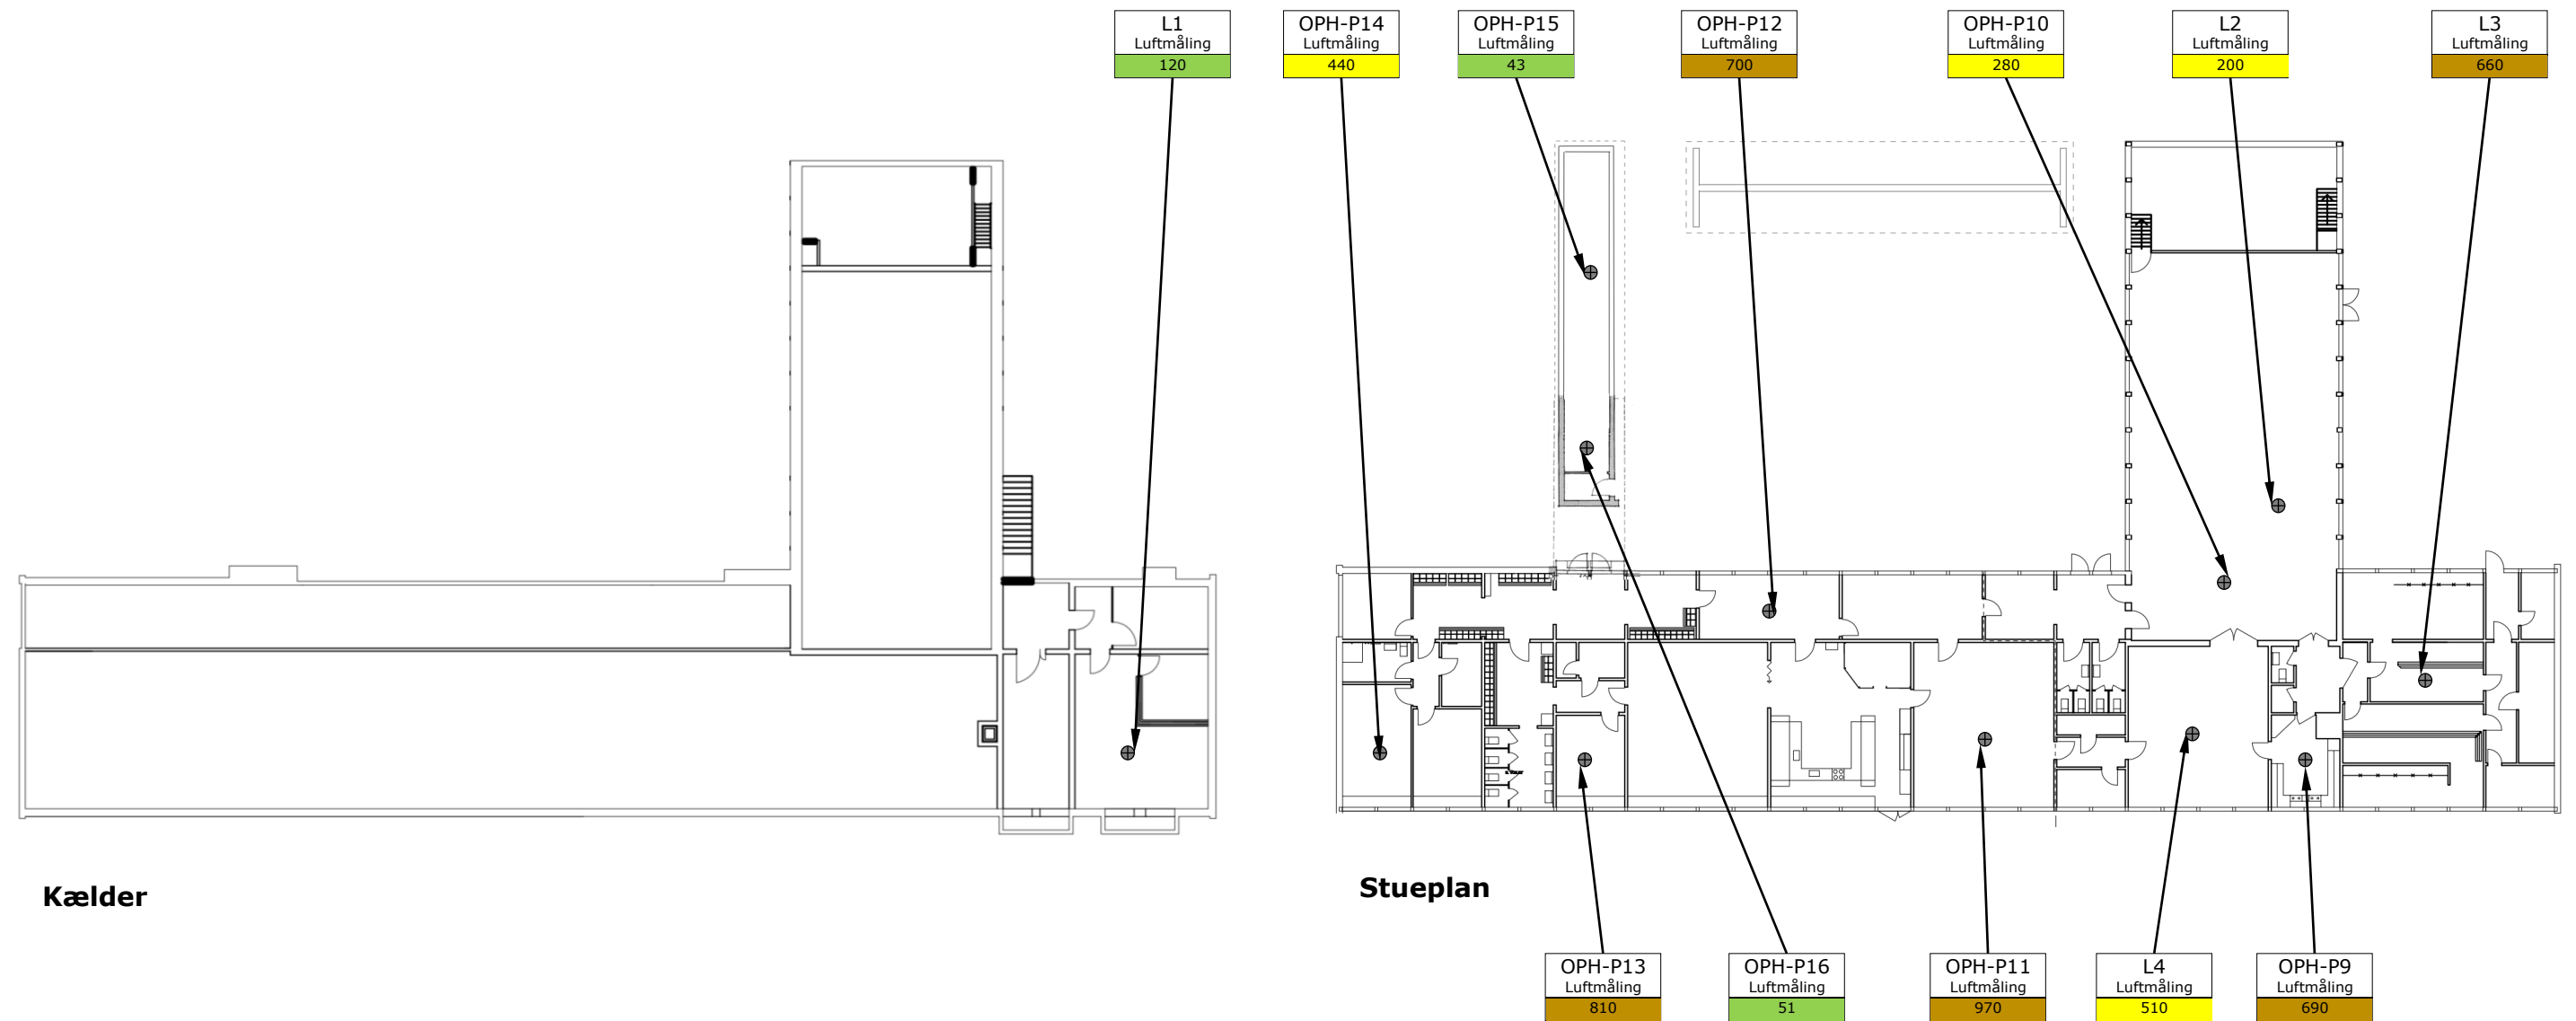 L1
Luftmåling
120
OPH-P14
Luftmåling
440
OPH-P15
Luftmåling
43
OPH-P12
Luftmåling
700
OPH-P10
Luftmåling
280
L2
Luftmåling
200
L3
Luftmåling
660
Kælder
Stueplan
OPH-P13
Luftmåling
810
OPH-P16
Luftmåling
51
OPH-P11
Luftmåling
970
L4
Luftmåling
510
OPH-P9
Luftmåling
690